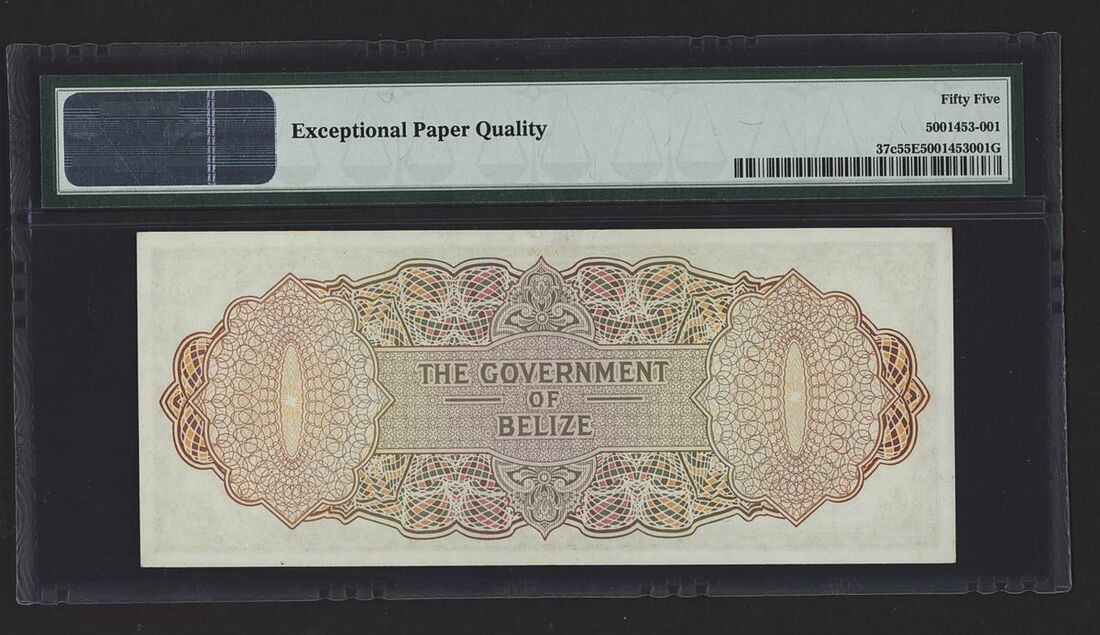 Exceptional Paper Quality
Fifty Five
5001453-001
37c55E5001453001G
THE GOVERNMENT
OF
BELIZE